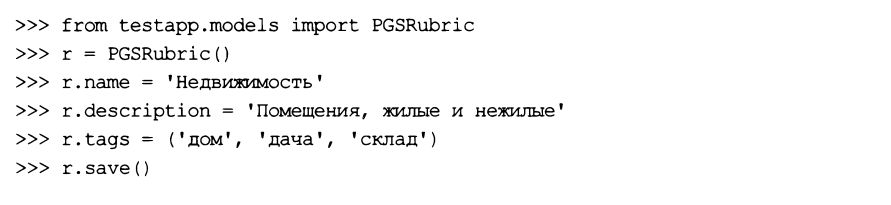 >>> from testapp.models import PGSRubric
>>> r = PGSRubric()
>>> r.name = 'Недвижимость'
>>> r.description = 'Помещения, жилые и нежилые'
>>> r.tags = ('дом', 'дача', 'склад')
>>> r.save()